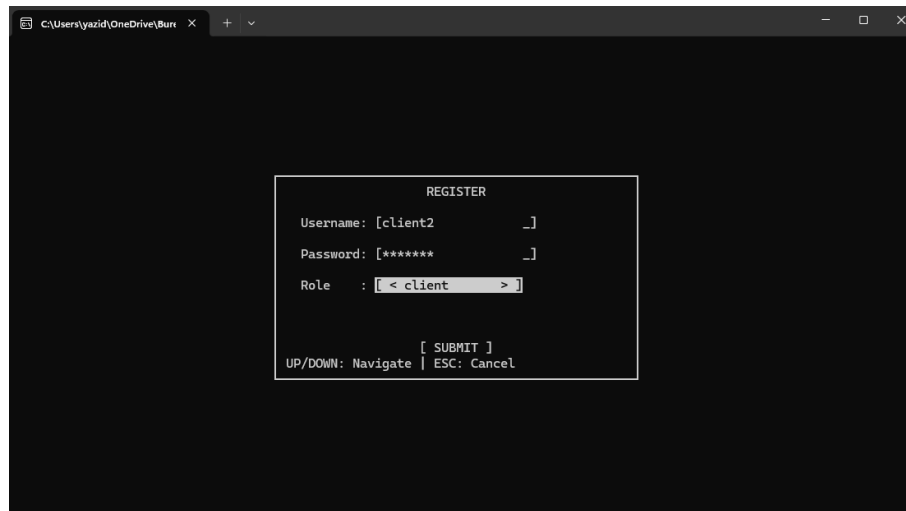 C:\Users\yazid\OneDrive\Bure
REGISTER
Username: [client2 _]
Password: [******* _]
Role : [ < client > ]
[ SUBMIT ]
UP/DOWN: Navigate | ESC: Cancel